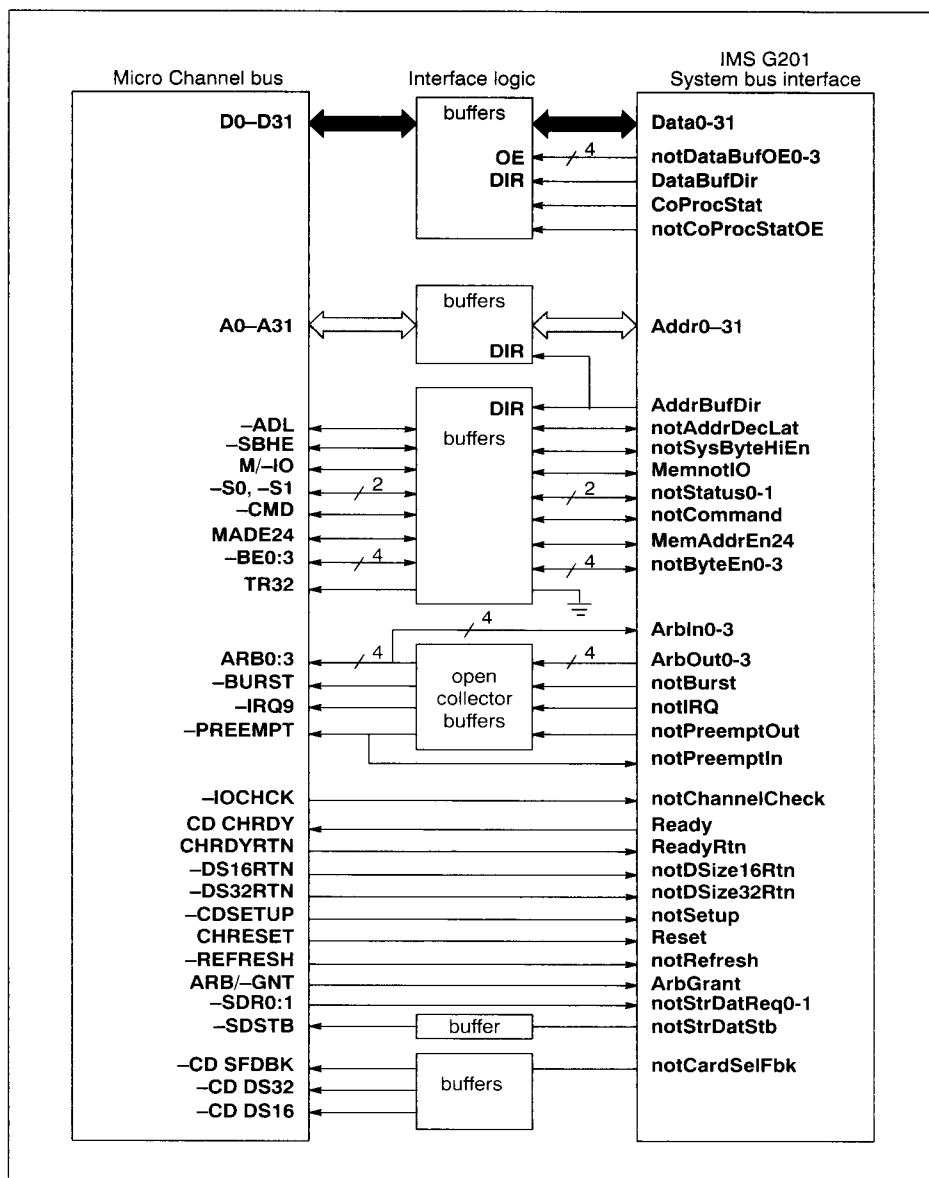 IMS G201
Micro Channel bus Interface logic System bus interface
D0–D31 buffers Data0-31
OE 4 notDataBufOE0-3
DIR DataBufDir
CoProcStat
notCoProcStatOE
buffers
A0–A31 Addr0–31
DIR
DIR AddrBufDir
–ADL buffers notAddrDecLat
–SBHE notSysByteHiEn
M/–IO MemnotIO
–S0, –S1 2 2 notStatus0-1
–CMD notCommand
MADE24 MemAddrEn24
–BE0:3 4 4 notByteEn0-3
TR32
4 ArbIn0-3
ARB0:3 4 open 4 ArbOut0-3
–BURST collector notBurst
–IRQ9 buffers notIRQ
–PREEMPT notPreemptOut
notPreemptIn
–IOCHCK notChannelCheck
CD CHRDY Ready
CHRDYRTN ReadyRtn
–DS16RTN notDSize16Rtn
–DS32RTN notDSize32Rtn
–CDSETUP notSetup
CHRESET Reset
–REFRESH notRefresh
ARB/–GNT ArbGrant
–SDR0:1 notStrDatReq0-1
–SDSTB buffer notStrDatStb
–CD SFDBK notCardSelFbk
–CD DS32 buffers
–CD DS16